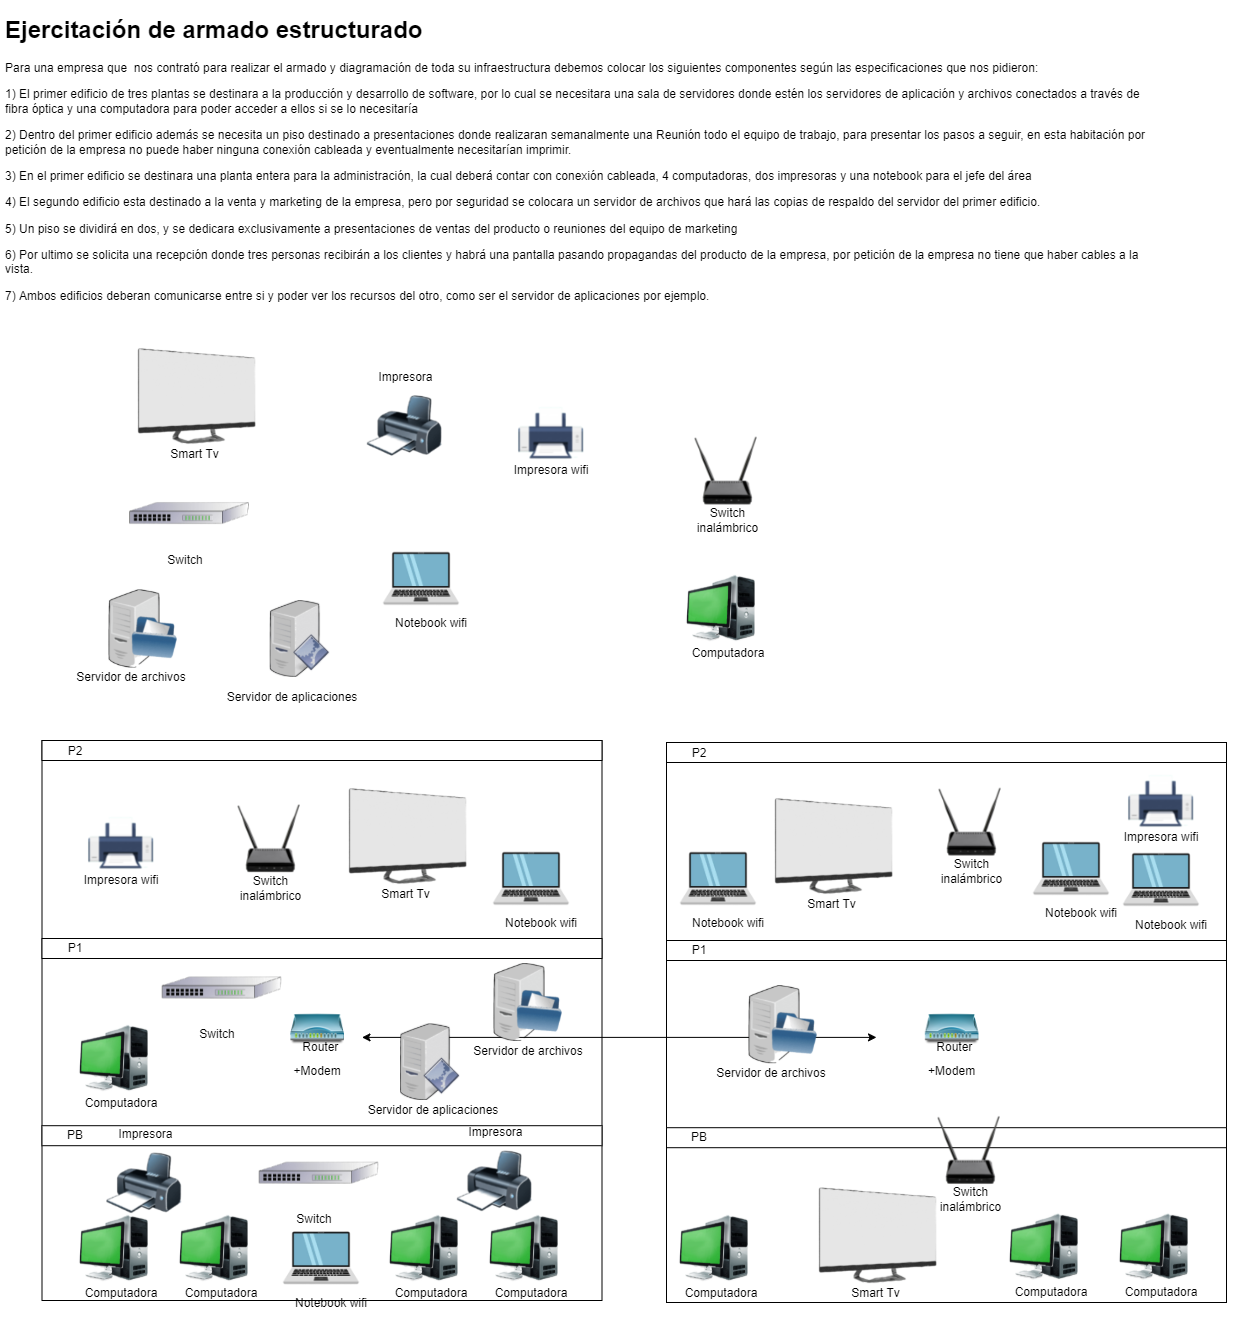 Ejercitación de armado estructurado
Para una empresa que  nos contrató para realizar el armado y diagramación de toda su infraestructura debemos colocar los siguientes componentes según las especificaciones que nos pidieron:
1) El primer edificio de tres plantas se destinara a la producción y desarrollo de software, por lo cual se necesitara una sala de servidores donde estén los servidores de aplicación y archivos conectados a través de
fibra óptica y una computadora para poder acceder a ellos si se lo necesitaría
2) Dentro del primer edificio además se necesita un piso destinado a presentaciones donde realizaran semanalmente una Reunión todo el equipo de trabajo, para presentar los pasos a seguir, en esta habitación por
petición de la empresa no puede haber ninguna conexión cableada y eventualmente necesitarían imprimir.
3) En el primer edificio se destinara una planta entera para la administración, la cual deberá contar con conexión cableada, 4 computadoras, dos impresoras y una notebook para el jefe del área
4) El segundo edificio esta destinado a la venta y marketing de la empresa, pero por seguridad se colocara un servidor de archivos que hará las copias de respaldo del servidor del primer edificio.
5) Un piso se dividirá en dos, y se dedicara exclusivamente a presentaciones de ventas del producto o reuniones del equipo de marketing
6) Por ultimo se solicita una recepción donde tres personas recibirán a los clientes y habrá una pantalla pasando propagandas del producto de la empresa, por petición de la empresa no tiene que haber cables a la
vista.
7) Ambos edificios deberan comunicarse entre si y poder ver los recursos del otro, como ser el servidor de aplicaciones por ejemplo.
Impresora
Smart Tv
Impresora wifi
Switch
inalámbrico
Switch
Notebook wifi
Computadora
Servidor de archivos
Servidor de aplicaciones
P2
Impresora wifi
Switch
inalámbrico
Smart Tv
Notebook wifi
P1
Switch
Router
+Modem
Servidor de archivos
Computadora
Servidor de aplicaciones
PB
Impresora
Impresora
Switch
Computadora
Computadora
Notebook wifi
Computadora
Computadora
P2
Impresora wifi
Switch
inalámbrico
Smart Tv
Notebook wifi
Notebook wifi
Notebook wifi
P1
Router
+Modem
Servidor de archivos
PB
Switch
inalámbrico
Computadora
Smart Tv
Computadora
Computadora